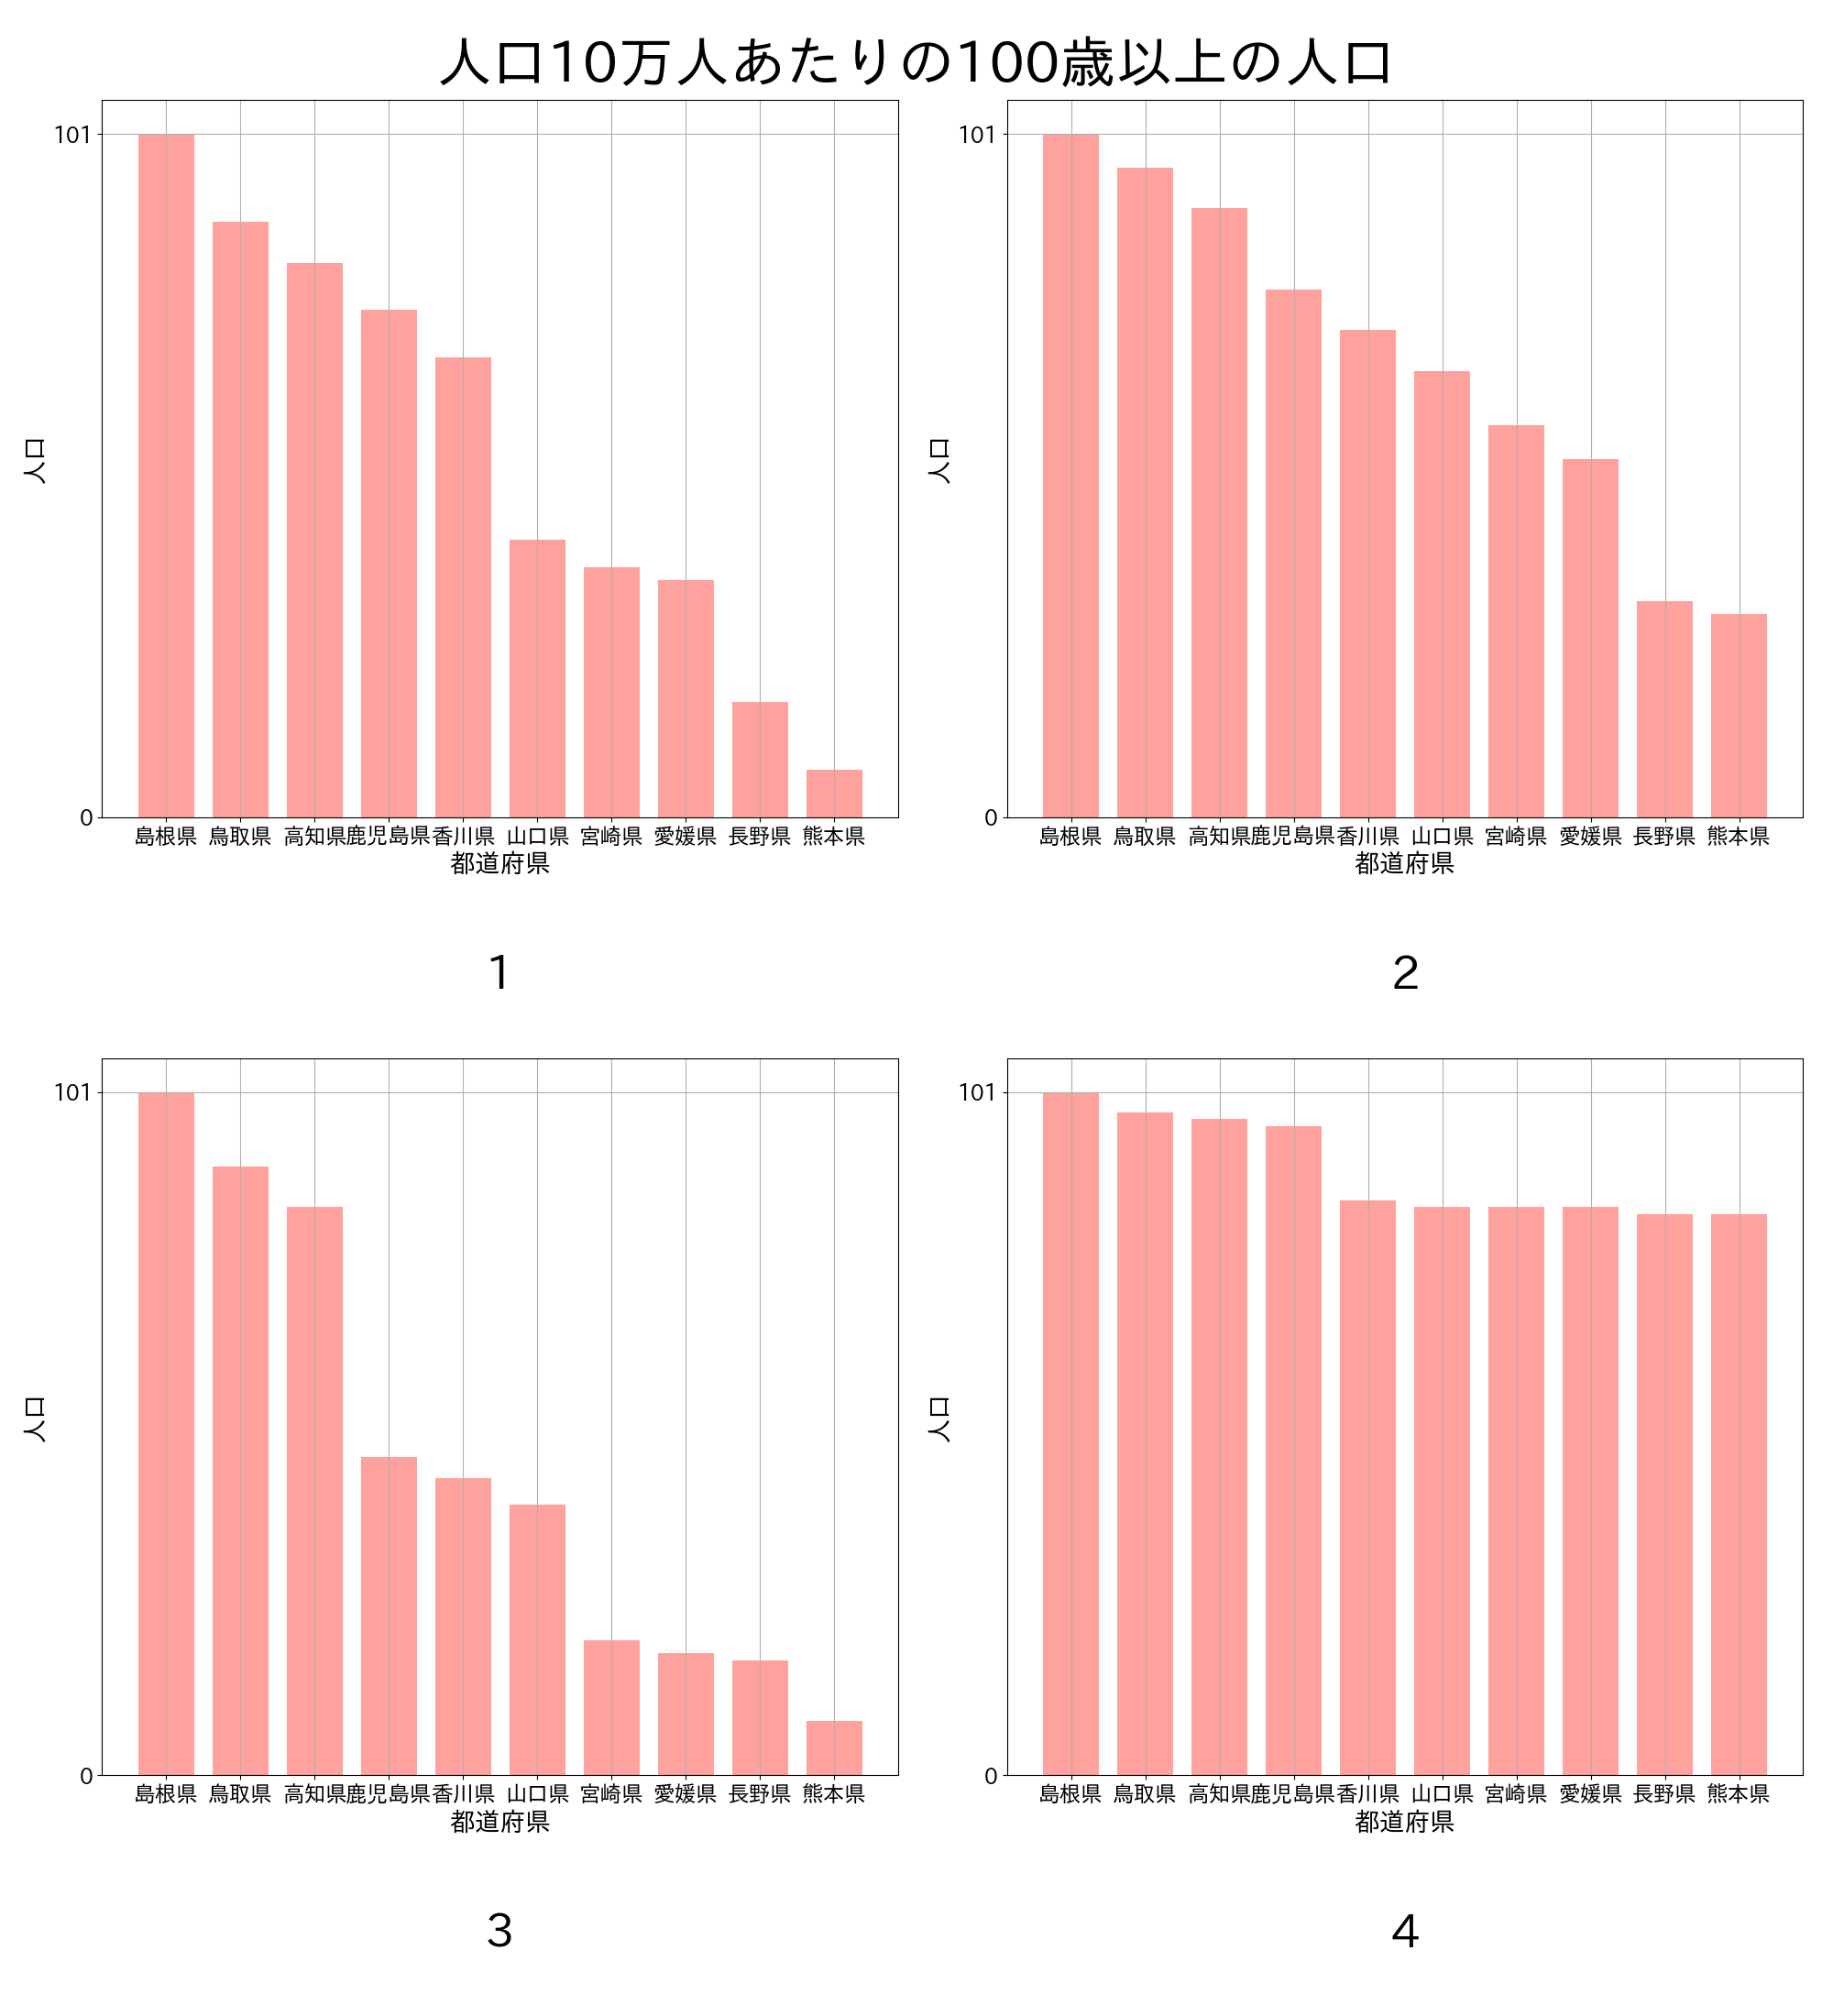 人口10万人あたりの100歳以上の人口
101
人口
0
島根県 鳥取県 高知県 鹿児島県 香川県 山口県 宮崎県 愛媛県 長野県 熊本県
都道府県
1
101
人口
0
島根県 鳥取県 高知県 鹿児島県 香川県 山口県 宮崎県 愛媛県 長野県 熊本県
都道府県
2
101
人口
0
島根県 鳥取県 高知県 鹿児島県 香川県 山口県 宮崎県 愛媛県 長野県 熊本県
都道府県
3
101
人口
0
島根県 鳥取県 高知県 鹿児島県 香川県 山口県 宮崎県 愛媛県 長野県 熊本県
都道府県
4